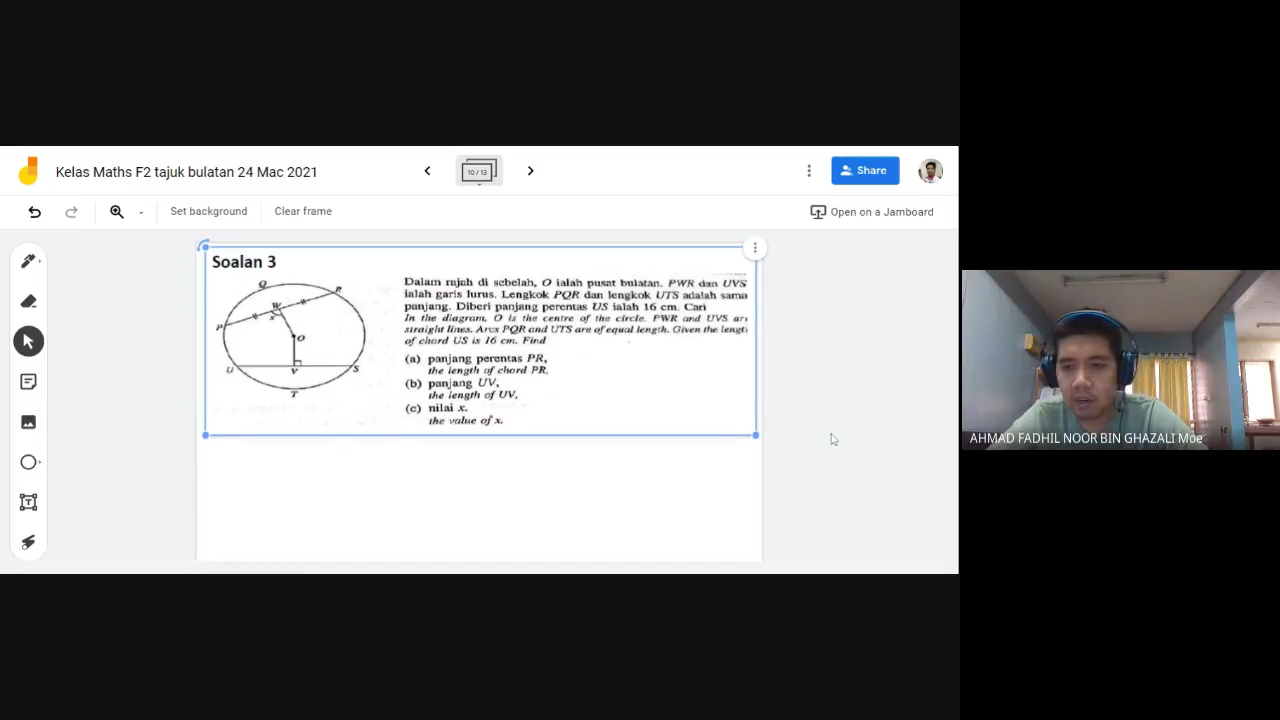 Kelas Maths F2 tajuk bulatan 24 Mac 2021
10 / 13
Share
Set background
Clear frame
Open on a Jamboard
Soalan 3
Q
R
W
x
P
O
U
V
S
T
Dalam rajah di sebelah, O ialah pusat bulatan. PWR dan UVS
ialah garis lurus. Lengkok PQR dan lengkok UTS adalah sama
panjang. Diberi panjang perentas US ialah 16 cm. Cari
In the diagram, O is the centre of the circle. PWR and UVS ar
straight lines. Arcs PQR and UTS are of equal length. Given the lengt
of chord US is 16 cm. Find
(a) panjang perentas PR,
the length of chord PR,
(b) panjang UV,
the length of UV,
(c) nilai x.
the value of x.
AHMAD FADHIL NOOR BIN GHAZALI Moe